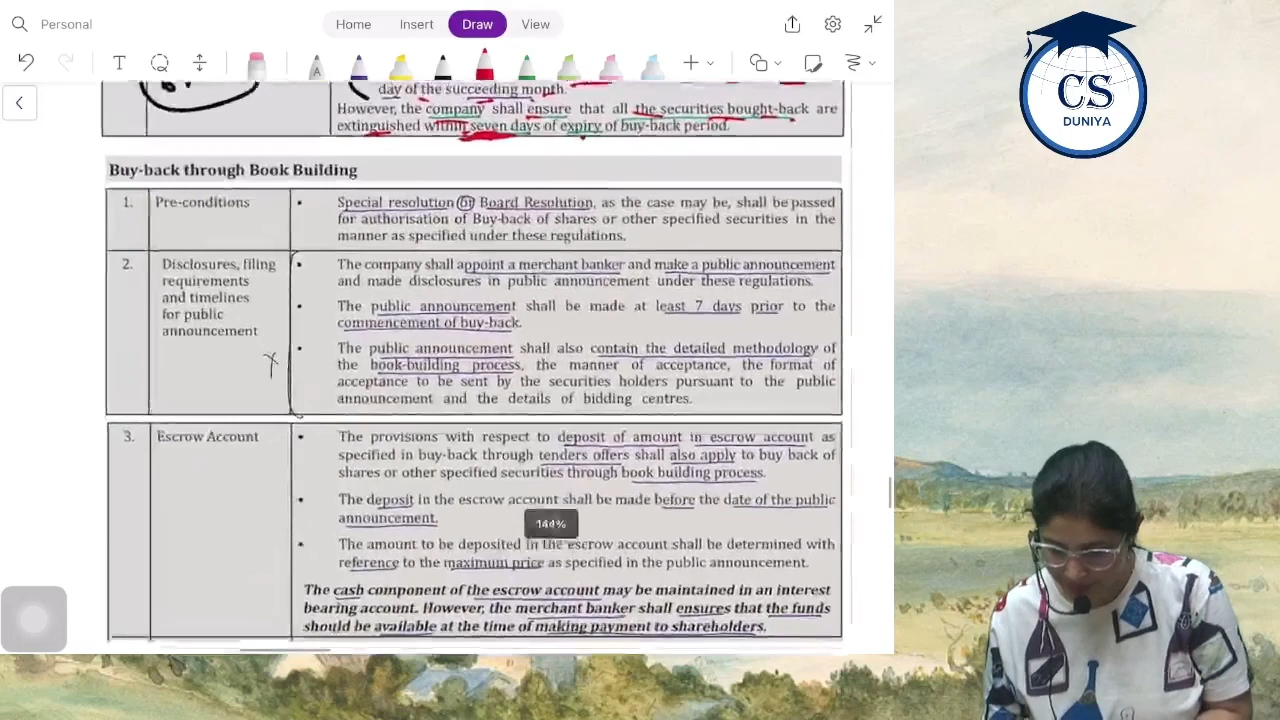 Personal
Home Insert Draw View
CS
DUNIYA
T
A
day of the succeeding month.
However, the company shall ensure that all the securities bought-back are
extinguished within seven days of expiry of buy-back period.
Buy-back through Book Building
1. Pre-conditions
• Special resolution or Board Resolution, as the case may be, shall be passed
for authorisation of Buy-back of shares or other specified securities in the
manner as specified under these regulations.
2. Disclosures, filing
requirements
and timelines
for public
announcement
• The company shall appoint a merchant banker and make a public announcement
and made disclosures in public announcement under these regulations.
• The public announcement shall be made at least 7 days prior to the
commencement of buy-back.
• The public announcement shall also contain the detailed methodology of
the book-building process, the manner of acceptance, the format of
acceptance to be sent by the securities holders pursuant to the public
announcement and the details of bidding centres.
3. Escrow Account
• The provisions with respect to deposit of amount in escrow account as
specified in buy-back through tenders offers shall also apply to buy back of
shares or other specified securities through book building process.
• The deposit in the escrow account shall be made before the date of the public
announcement.
144%
• The amount to be deposited in the escrow account shall be determined with
reference to the maximum price as specified in the public announcement.
The cash component of the escrow account may be maintained in an interest
bearing account. However, the merchant banker shall ensures that the funds
should be available at the time of making payment to shareholders.